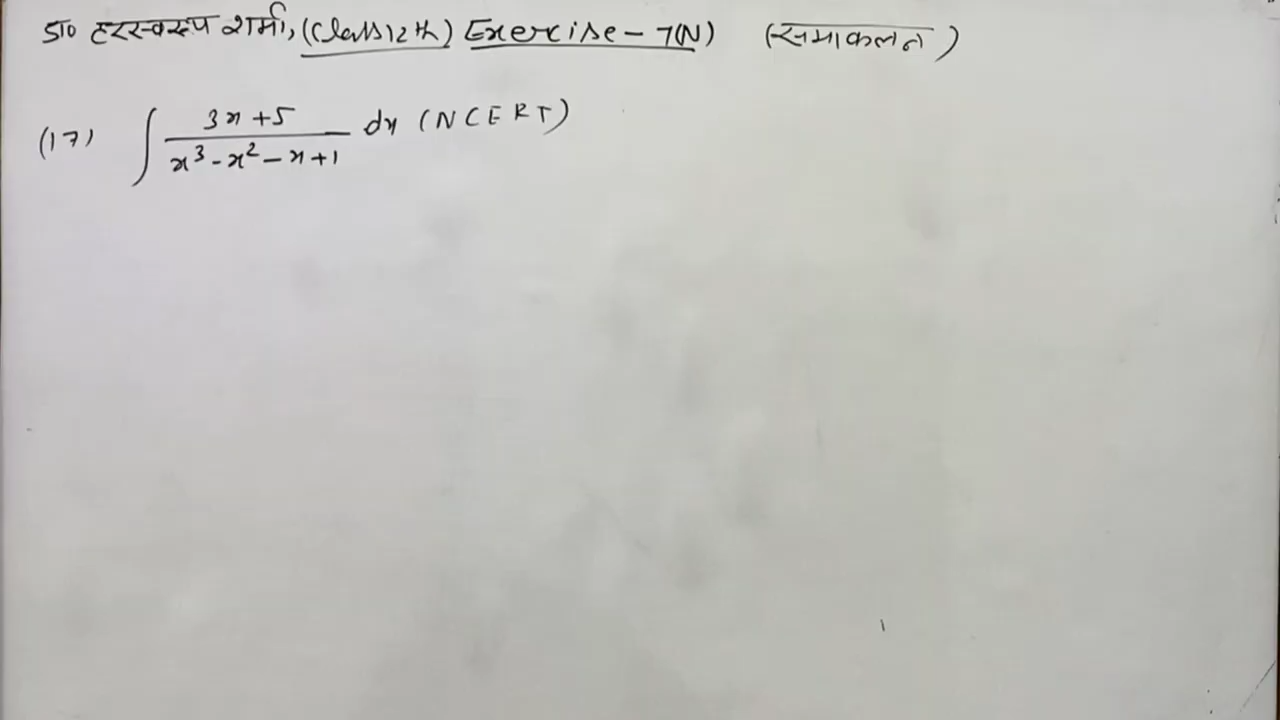 डा० हरस्वरूप शर्मा, (Class 12th) Exercise - 7(N) (समाकलन)
(17) ∫ (3x+5)/(x³-x²-x+1) dx (NCERT)